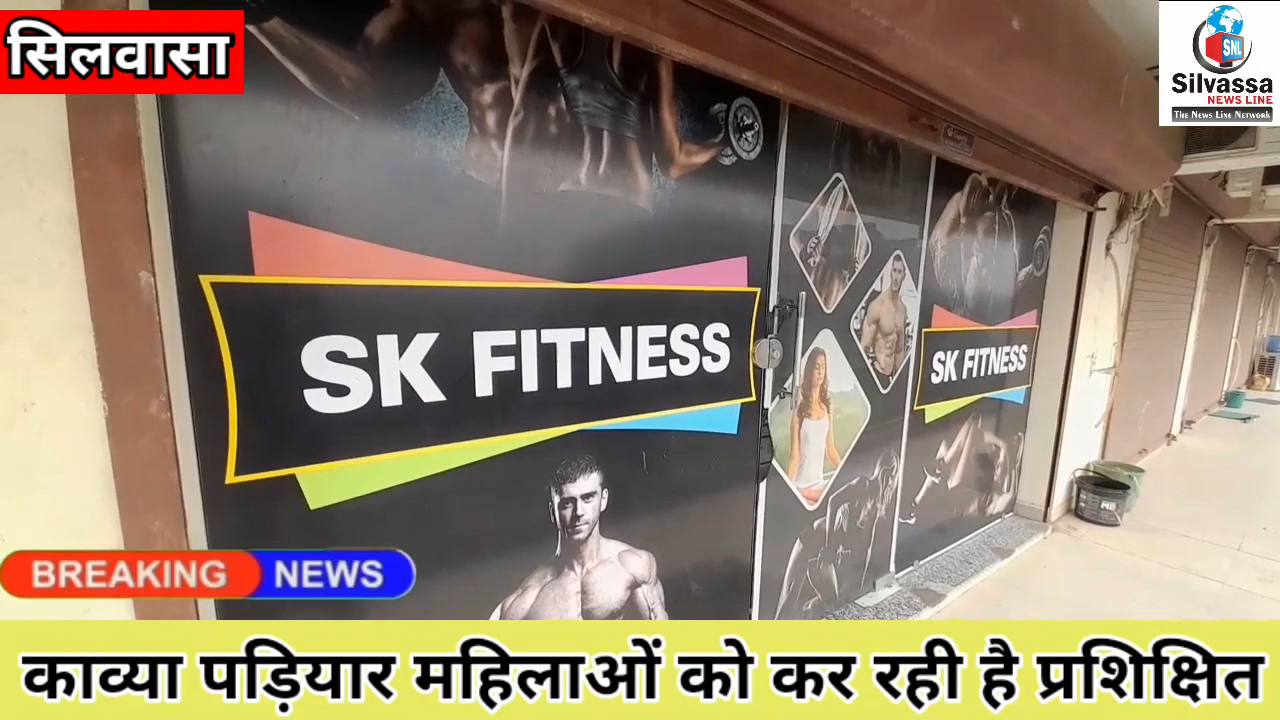 सिलवासा
SNL
Silvassa
NEWS LINE
The News Line Network
SK FITNESS
SK FITNESS
BREAKING NEWS
काव्या पड़ियार महिलाओं को कर रही है प्रशिक्षित